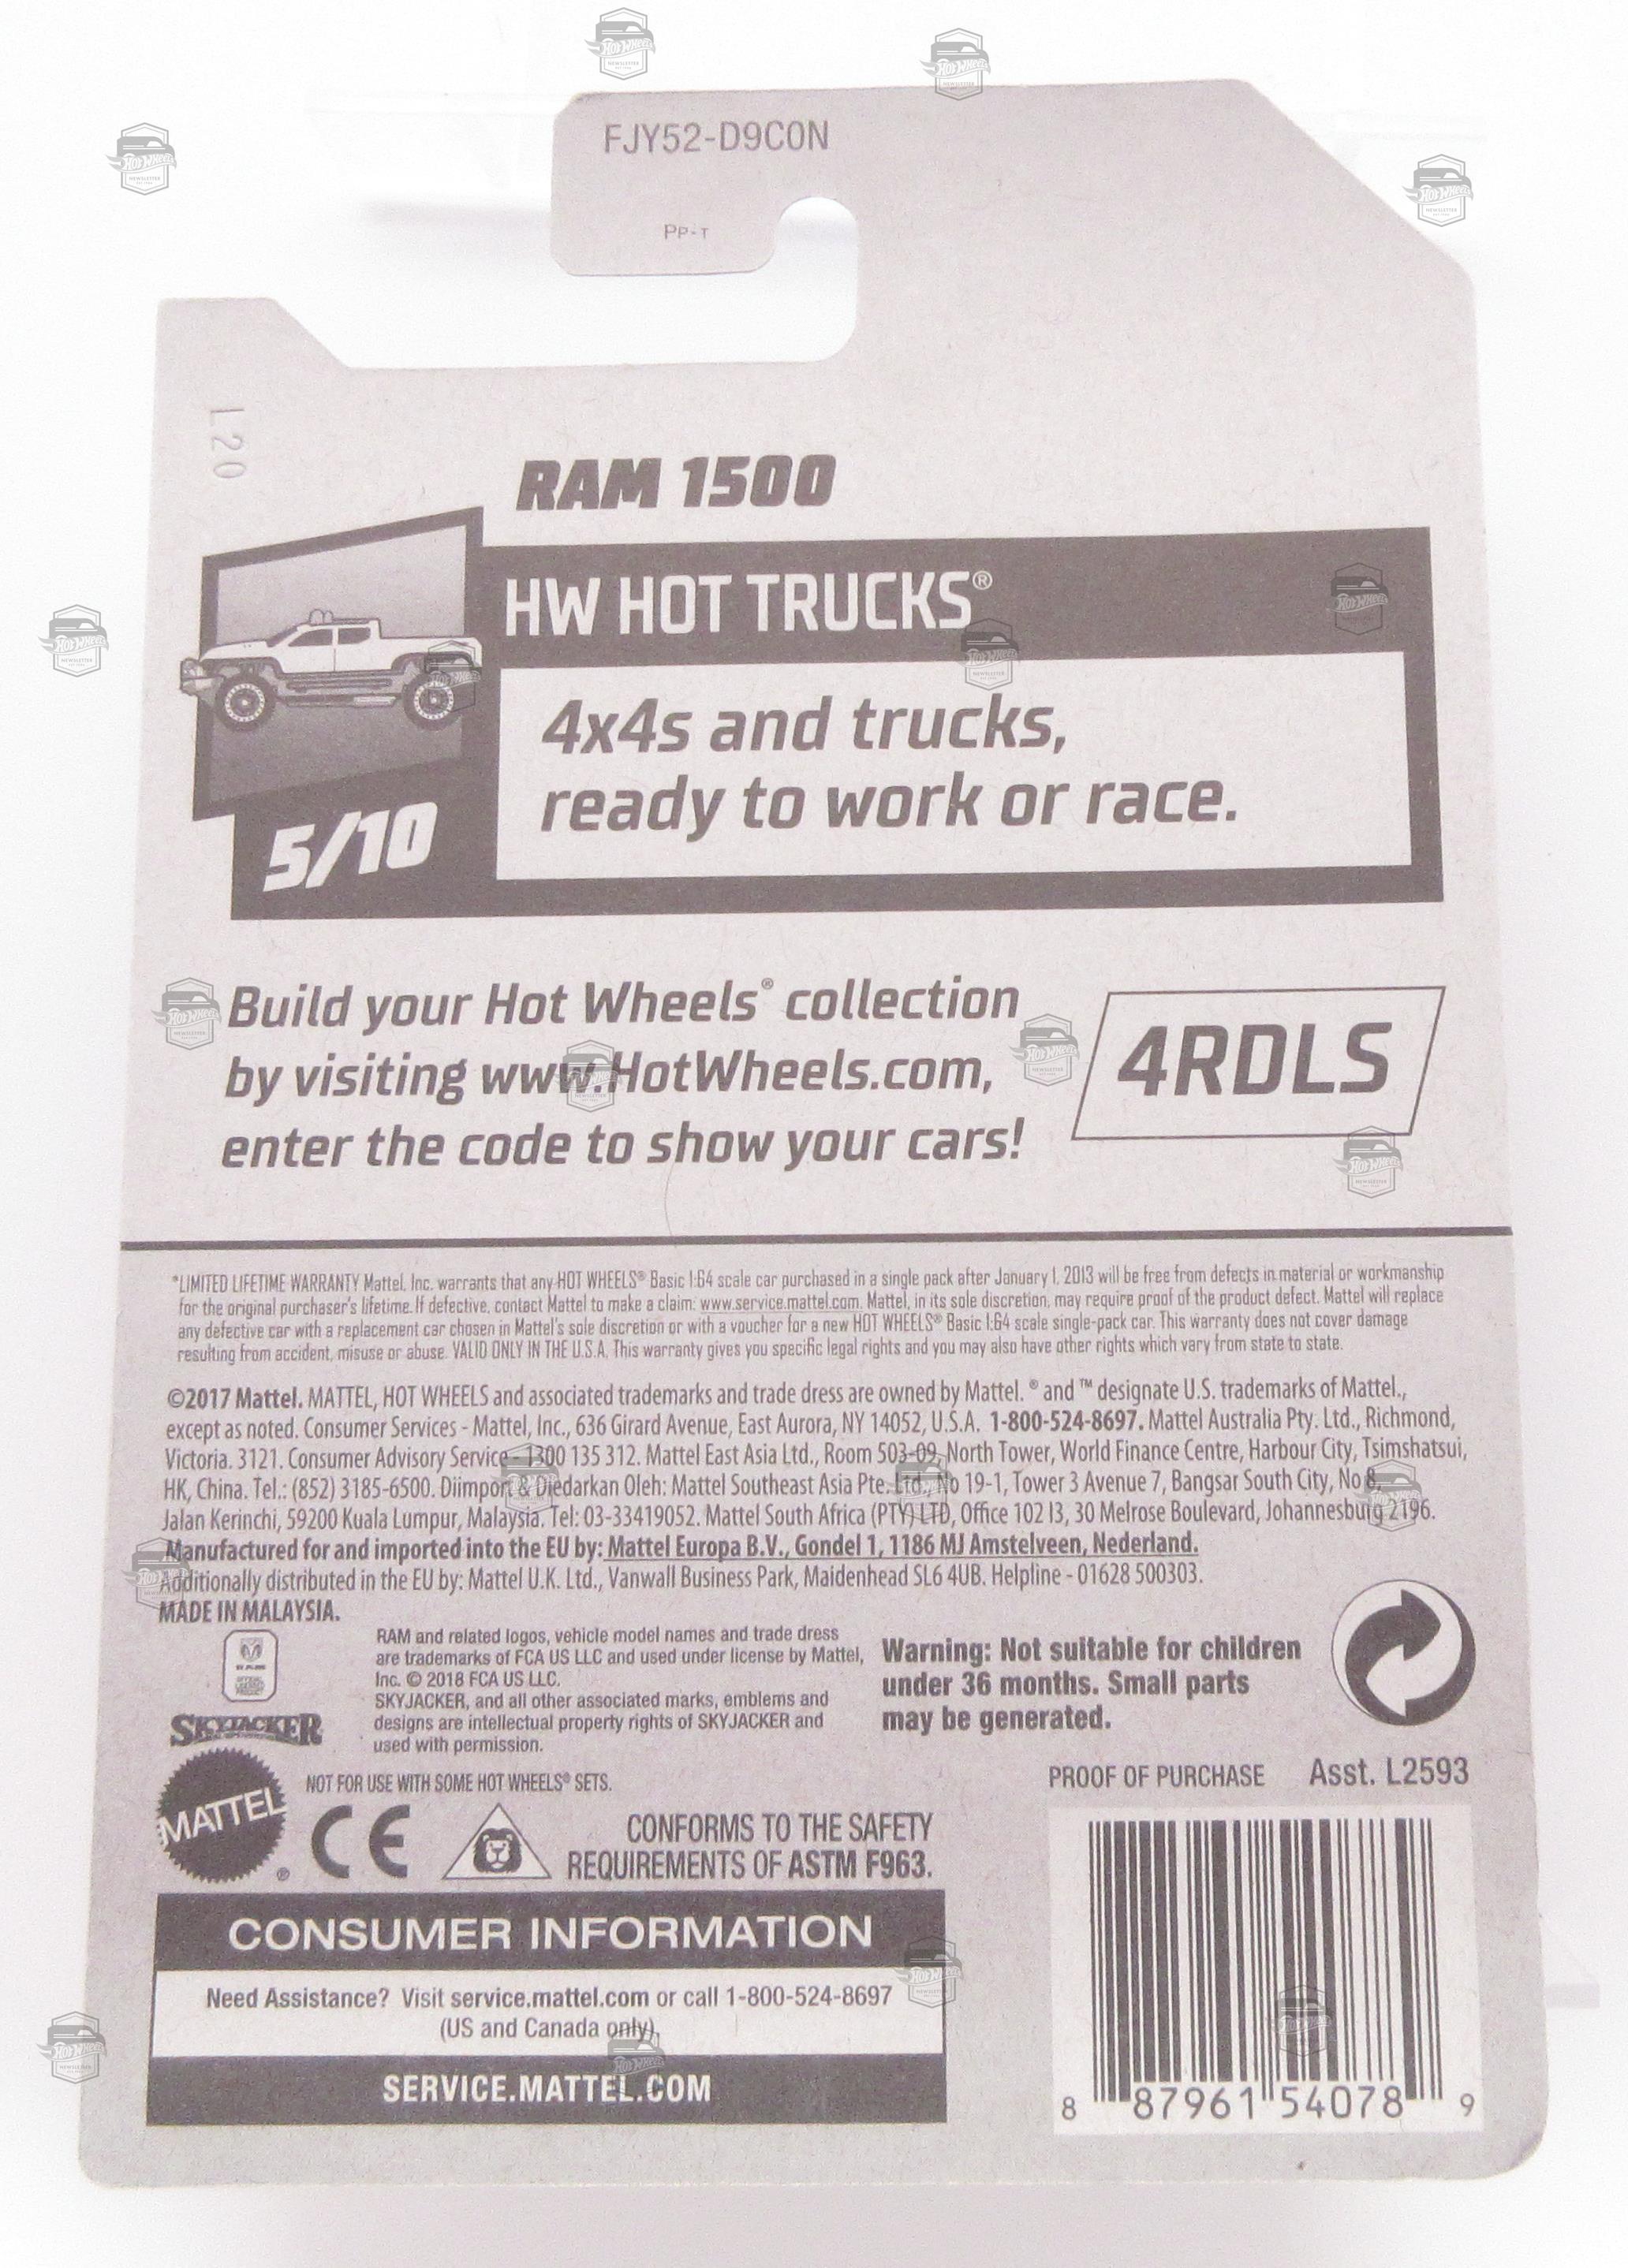 FJY52-D9C0N
PP-T
L20
RAM 1500
HW HOT TRUCKS®
4x4s and trucks,
ready to work or race.
5/10
Build your Hot Wheels® collection
by visiting www.HotWheels.com,
enter the code to show your cars!
4RDLS
*LIMITED LIFETIME WARRANTY Mattel, Inc. warrants that any HOT WHEELS® Basic 1:64 scale car purchased in a single pack after January 1, 2013 will be free from defects in material or workmanship
for the original purchaser's lifetime. If defective, contact Mattel to make a claim: www.service.mattel.com. Mattel, in its sole discretion, may require proof of the product defect. Mattel will replace
any defective car with a replacement car chosen in Mattel's sole discretion or with a voucher for a new HOT WHEELS® Basic 1:64 scale single-pack car. This warranty does not cover damage
resulting from accident, misuse or abuse. VALID ONLY IN THE U.S.A. This warranty gives you specific legal rights and you may also have other rights which vary from state to state.
©2017 Mattel. MATTEL, HOT WHEELS and associated trademarks and trade dress are owned by Mattel. ® and ™ designate U.S. trademarks of Mattel.,
except as noted. Consumer Services - Mattel, Inc., 636 Girard Avenue, East Aurora, NY 14052, U.S.A. 1-800-524-8697. Mattel Australia Pty. Ltd., Richmond,
Victoria. 3121. Consumer Advisory Service - 1300 135 312. Mattel East Asia Ltd., Room 503-09, North Tower, World Finance Centre, Harbour City, Tsimshatsui,
HK, China. Tel.: (852) 3185-6500. Diimport & Diedarkan Oleh: Mattel Southeast Asia Pte. Ltd., No 19-1, Tower 3 Avenue 7, Bangsar South City, No 8,
Jalan Kerinchi, 59200 Kuala Lumpur, Malaysia. Tel: 03-33419052. Mattel South Africa (PTY) LTD, Office 102 I3, 30 Melrose Boulevard, Johannesburg 2196.
Manufactured for and imported into the EU by: Mattel Europa B.V., Gondel 1, 1186 MJ Amstelveen, Nederland.
Additionally distributed in the EU by: Mattel U.K. Ltd., Vanwall Business Park, Maidenhead SL6 4UB. Helpline - 01628 500303.
MADE IN MALAYSIA.
RAM
RAM and related logos, vehicle model names and trade dress
are trademarks of FCA US LLC and used under license by Mattel,
Inc. © 2018 FCA US LLC.
SKYJACKER, and all other associated marks, emblems and
designs are intellectual property rights of SKYJACKER and
used with permission.
SKYJACKER
Warning: Not suitable for children
under 36 months. Small parts
may be generated.
MATTEL®
NOT FOR USE WITH SOME HOT WHEELS® SETS.
CE
CONFORMS TO THE SAFETY
REQUIREMENTS OF ASTM F963.
PROOF OF PURCHASE Asst. L2593
CONSUMER INFORMATION
Need Assistance? Visit service.mattel.com or call 1-800-524-8697
(US and Canada only).
SERVICE.MATTEL.COM
8 87961 54078 9